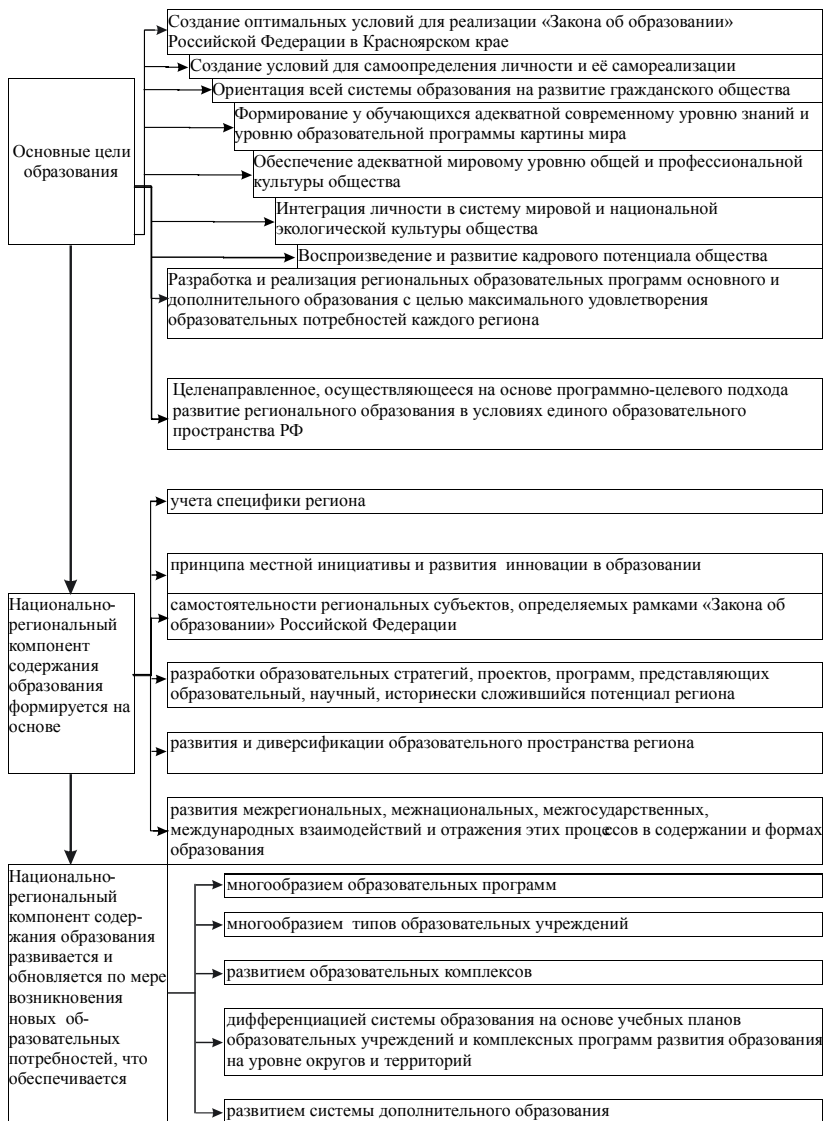 Основные цели
образования
Создание оптимальных условий для реализации «Закона об образовании»
Российской Федерации в Красноярском крае
Создание условий для самоопределения личности и её самореализации
Ориентация всей системы образования на развитие гражданского общества
Формирование у обучающихся адекватной современному уровню знаний и
уровню образовательной программы картины мира
Обеспечение адекватной мировому уровню общей и профессиональной
культуры общества
Интеграция личности в систему мировой и национальной
экологической культуры общества
Воспроизведение и развитие кадрового потенциала общества
Разработка и реализация региональных образовательных программ основного и
дополнительного образования с целью максимального удовлетворения
образовательных потребностей каждого региона
Целенаправленное, осуществляющееся на основе программно-целевого подхода
развитие регионального образования в условиях единого образовательного
пространства РФ
Национально-
региональный
компонент
содержания
образования
формируется на
основе
учета специфики региона
принципа местной инициативы и развития инновации в образовании
самостоятельности региональных субъектов, определяемых рамками «Закона об
образовании» Российской Федерации
разработки образовательных стратегий, проектов, программ, представляющих
образовательный, научный, историнески сложившийся потенциал региона
развития и диверсификации образовательного пространства региона
развития межрегиональных, межнациональных, межгосударственных,
международных взаимодействий и отражения этих процессов в содержании и формах
образования
Национально-
региональный
компонент содер-
жания образования
развивается и
обновляется по мере
возникновения
новых об-
разовательных
потребностей, что
обеспечивается
многообразием образовательных программ
многообразием типов образовательных учреждений
развитием образовательных комплексов
дифференциацией системы образования на основе учебных планов
образовательных учреждений и комплексных программ развития образования
на уровне округов и территорий
развитием системы дополнительного образования